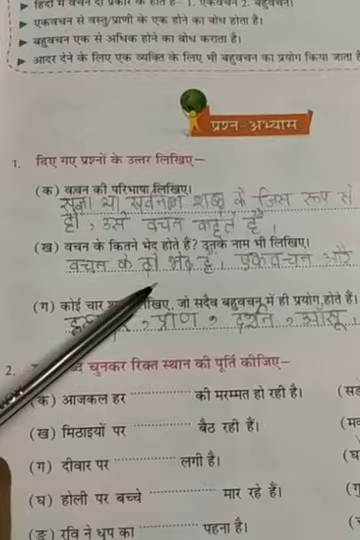 हिंदी में वचन दो प्रकार के होते हैं– 1. एकवचन 2. बहुवचन।
एकवचन से वस्तु/प्राणी के एक होने का बोध होता है।
बहुवचन एक से अधिक होने का बोध कराता है।
आदर देने के लिए एक व्यक्ति के लिए भी बहुवचन का प्रयोग किया जाता है
प्रश्न-अभ्यास
1. दिए गए प्रश्नों के उत्तर लिखिए–
(क) वचन की परिभाषा लिखिए।
संज्ञा या सर्वनाम शब्द के जिस रूप से
हो, उसे वचन कहते हैं।
(ख) वचन के कितने भेद होते हैं? उनके नाम भी लिखिए।
वचन के दो भेद हैं, एकवचन और
(ग) कोई चार लिखिए, जो सदैव बहुवचन में ही प्रयोग होते हैं।
, प्राण, दर्शन, आँसू,
2. चुनकर रिक्त स्थान की पूर्ति कीजिए–
(क) आजकल हर .............. की मरम्मत हो रही है।
(ख) मिठाइयों पर .............. बैठ रही हैं।
(ग) दीवार पर .............. लगी है।
(घ) होली पर बच्चे .............. मार रहे हैं।
(ङ) रवि ने धूप का .............. पहना है।